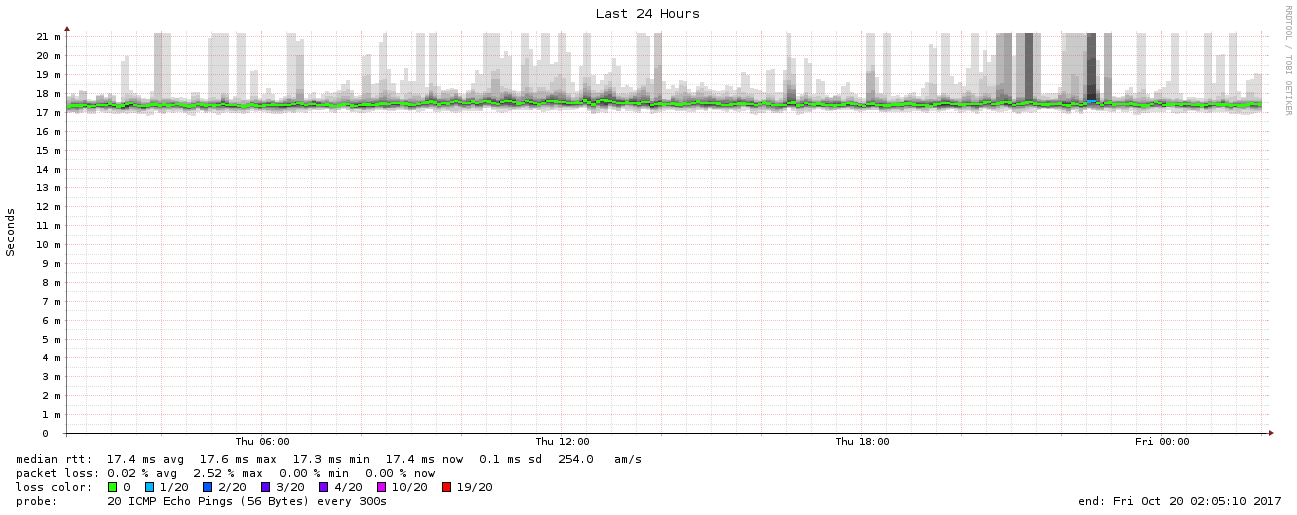 Last 24 Hours
RRDTOOL / TOBI OETIKER
Seconds
21 m
20 m
19 m
18 m
17 m
16 m
15 m
14 m
13 m
12 m
11 m
10 m
9 m
8 m
7 m
6 m
5 m
4 m
3 m
2 m
1 m
0
Thu 06:00 Thu 12:00 Thu 18:00 Fri 00:00
median rtt: 17.4 ms avg 17.6 ms max 17.3 ms min 17.4 ms now 0.1 ms sd 254.0 am/s
packet loss: 0.02 % avg 2.52 % max 0.00 % min 0.00 % now
loss color: 0 1/20 2/20 3/20 4/20 10/20 19/20
probe: 20 ICMP Echo Pings (56 Bytes) every 300s
end: Fri Oct 20 02:05:10 2017